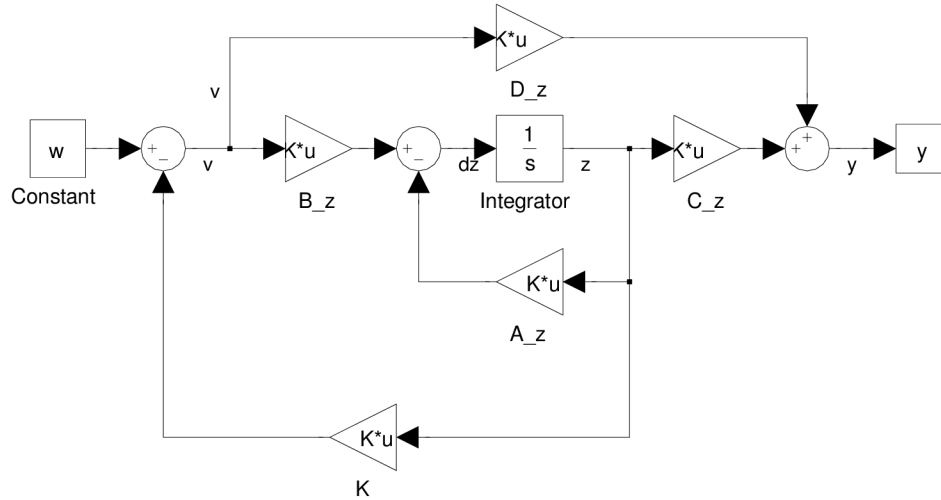 K*u
D_z
v
w
+
_
v
K*u
+
_
dz
1
s
z
K*u
+
+
y
y
Constant
B_z
Integrator
C_z
K*u
A_z
K*u
K